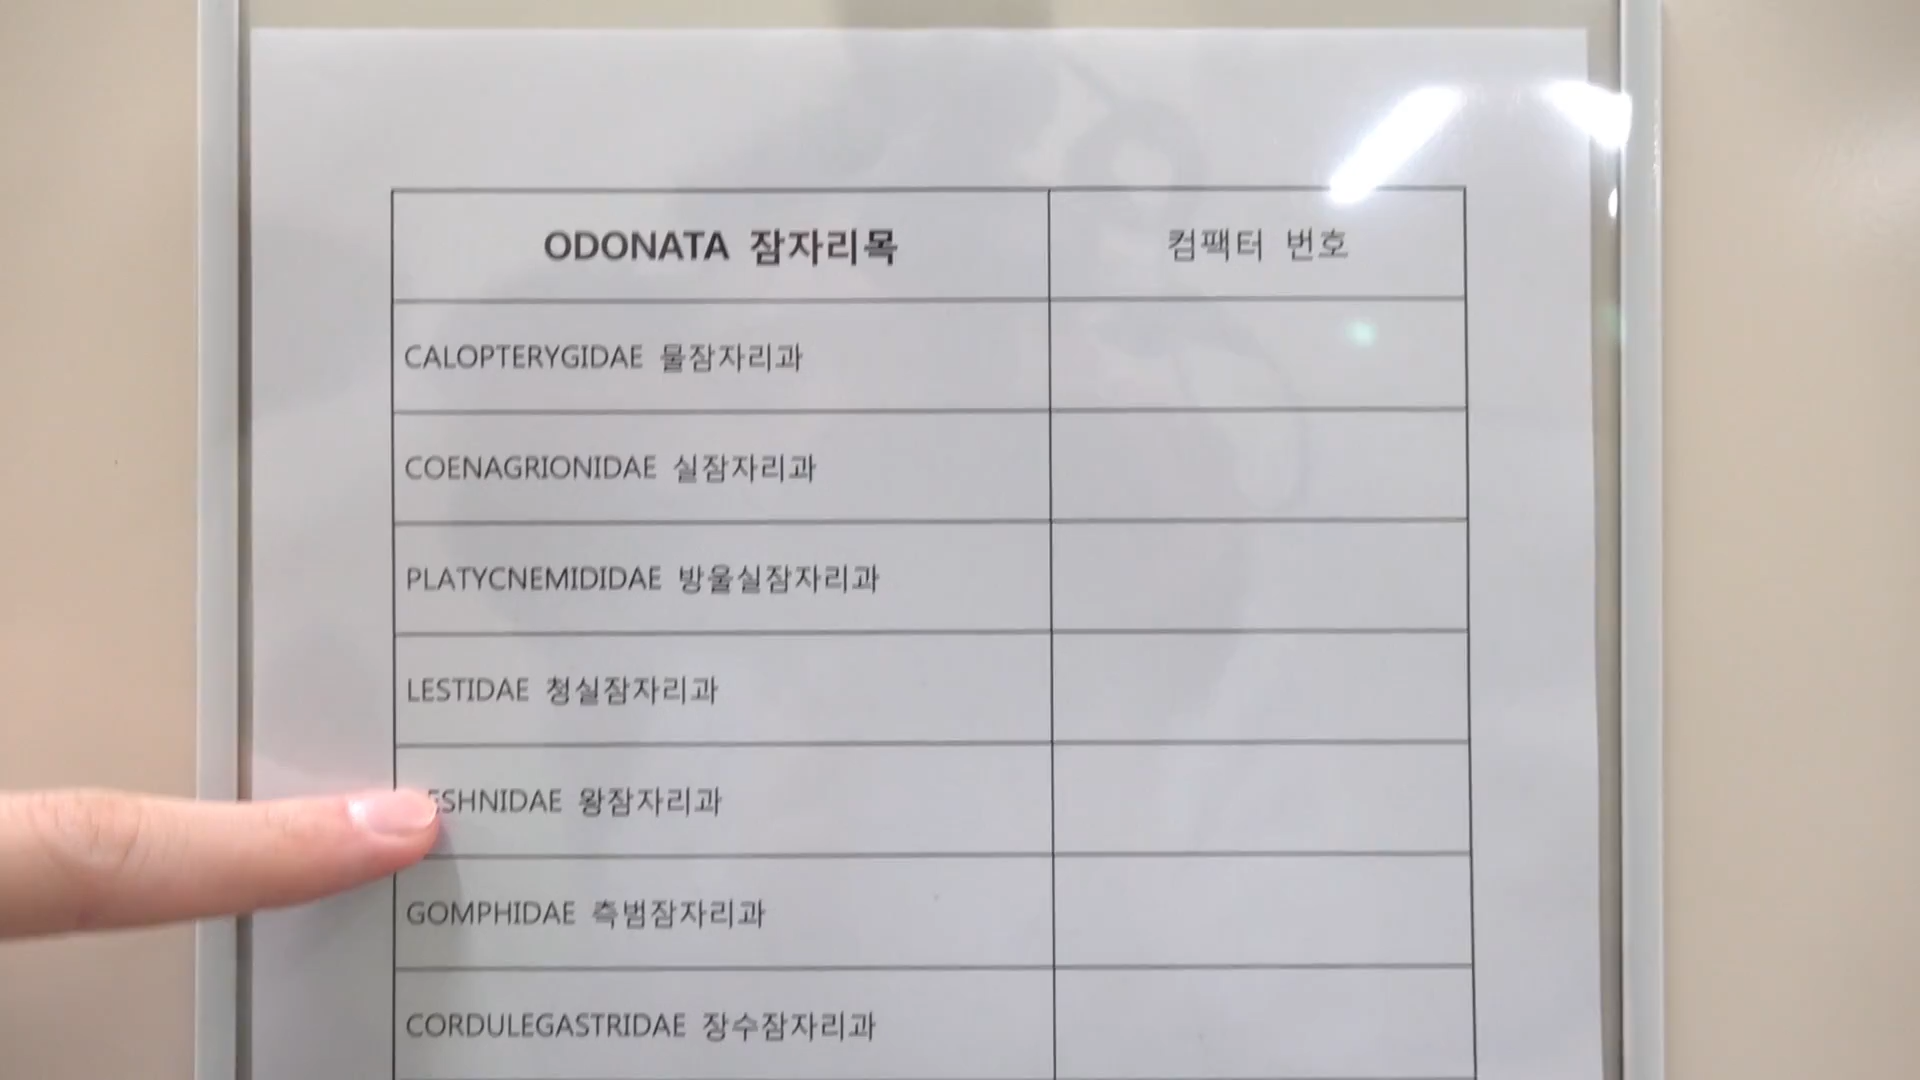 ODONATA 잠자리목 컴팩터 번호
CALOPTERYGIDAE 물잠자리과
COENAGRIONIDAE 실잠자리과
PLATYCNEMIDIDAE 방울실잠자리과
LESTIDAE 청실잠자리과
왕잠자리과
GOMPHIDAE 측범잠자리과
CORDULEGASTRIDAE 장수잠자리과